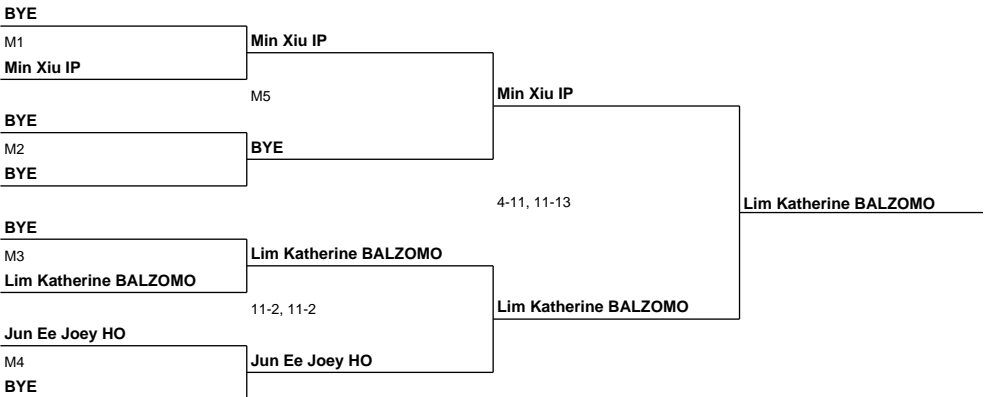 BYE
M1
Min Xiu IP
Min Xiu IP
M5
Min Xiu IP
BYE
M2
BYE
BYE
4-11, 11-13
Lim Katherine BALZOMO
BYE
M3
Lim Katherine BALZOMO
Lim Katherine BALZOMO
11-2, 11-2
Lim Katherine BALZOMO
Jun Ee Joey HO
M4
Jun Ee Joey HO
BYE